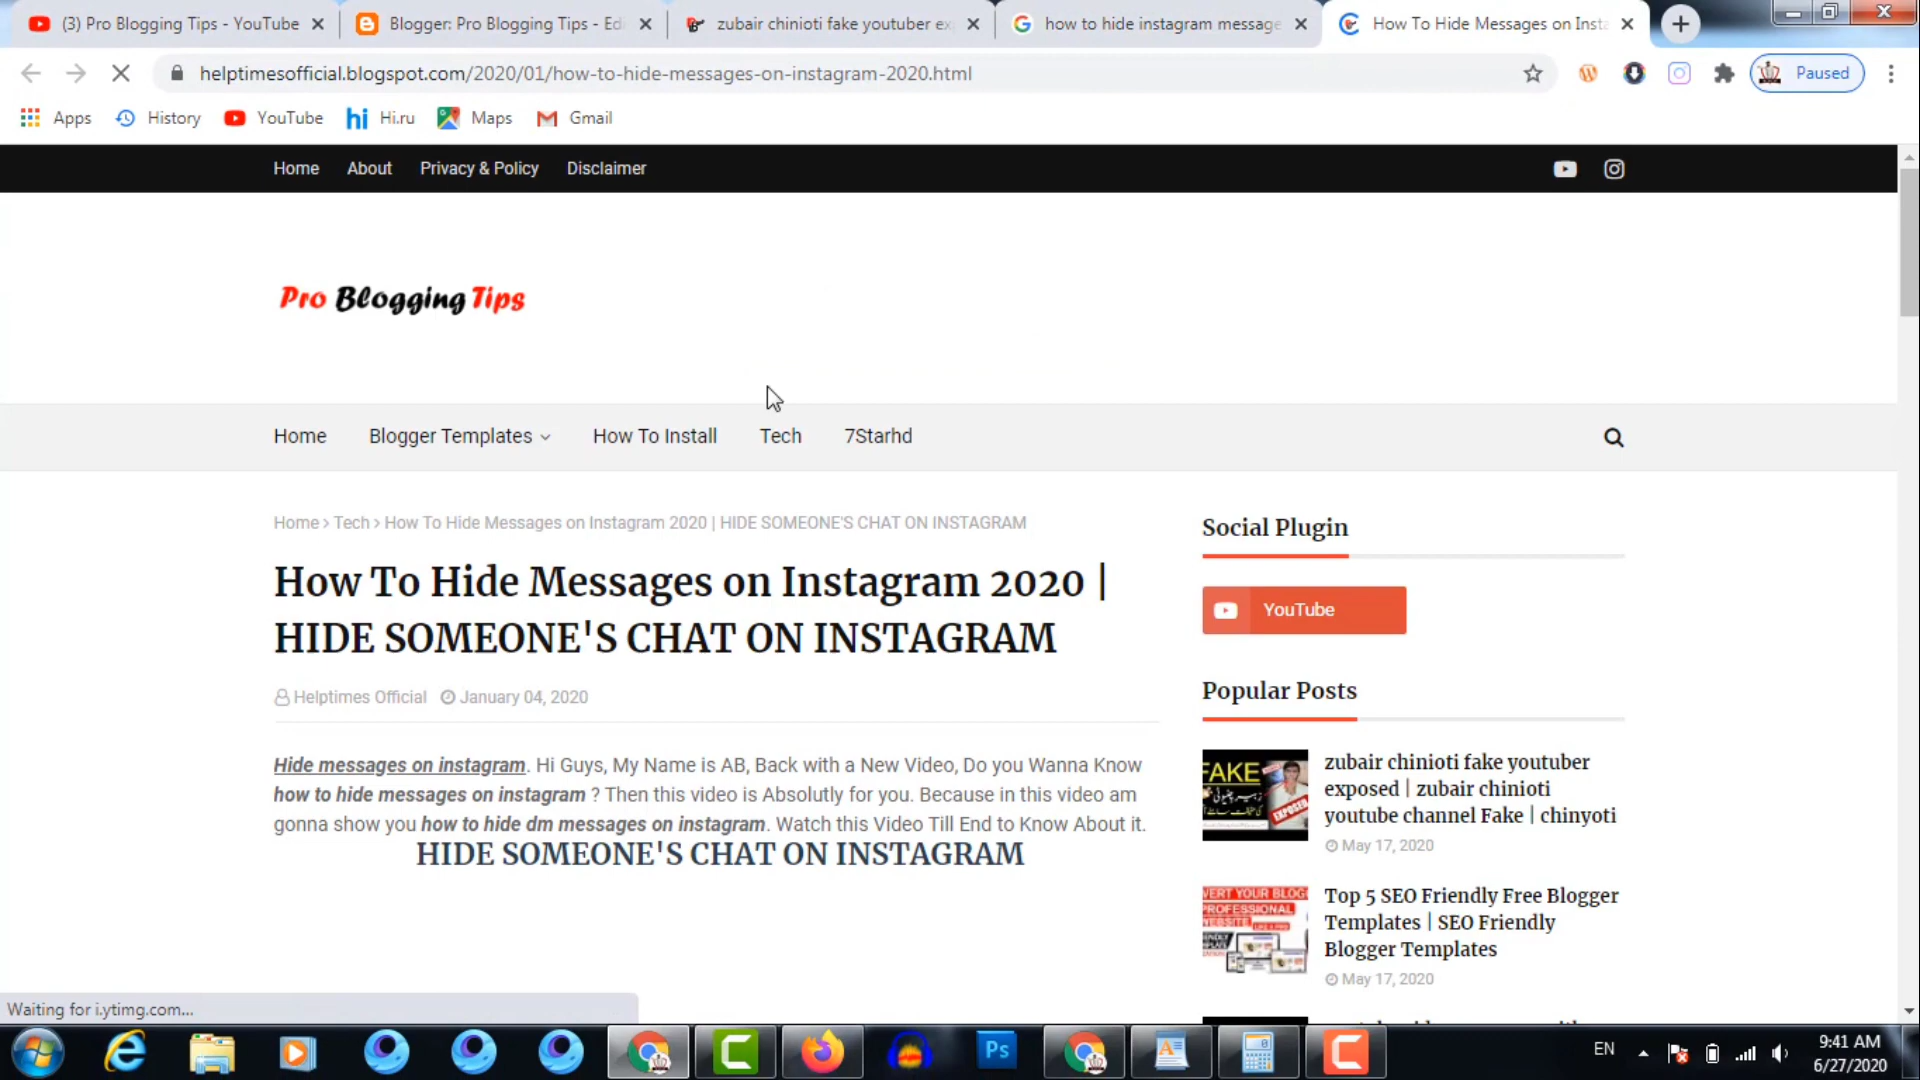 (3) Pro Blogging Tips - YouTube
Blogger: Pro Blogging Tips - Edi
zubair chinioti fake youtuber ex
how to hide instagram message
How To Hide Messages on Insta
helptimesofficial.blogspot.com/2020/01/how-to-hide-messages-on-instagram-2020.html
Paused
Apps
History
YouTube
hi Hi.ru
Maps
Gmail
Home
About
Privacy & Policy
Disclaimer
Pro Blogging Tips
Home
Blogger Templates
How To Install
Tech
7Starhd
Home > Tech > How To Hide Messages on Instagram 2020 | HIDE SOMEONE'S CHAT ON INSTAGRAM
How To Hide Messages on Instagram 2020 |
HIDE SOMEONE'S CHAT ON INSTAGRAM
Helptimes Official January 04, 2020
Hide messages on instagram. Hi Guys, My Name is AB, Back with a New Video, Do you Wanna Know
how to hide messages on instagram ? Then this video is Absolutly for you. Because in this video am
gonna show you how to hide dm messages on instagram. Watch this Video Till End to Know About it.
HIDE SOMEONE'S CHAT ON INSTAGRAM
Social Plugin
YouTube
Popular Posts
FAKE
EXPOSED
zubair chinioti fake youtuber
exposed | zubair chinioti
youtube channel Fake | chinyoti
May 17, 2020
VERT YOUR BLOG
PROFESSIONAL
WEBSITE
Top 5 SEO Friendly Free Blogger
Templates | SEO Friendly
Blogger Templates
May 17, 2020
Waiting for i.ytimg.com...
Ps
EN
9:41 AM
6/27/2020